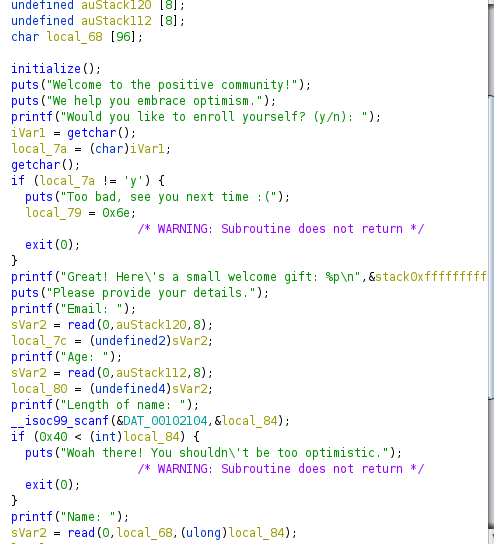 undefined auStack120 [8];
undefined auStack112 [8];
char local_68 [96];
initialize();
puts("Welcome to the positive community!");
puts("We help you embrace optimism.");
printf("Would you like to enroll yourself? (y/n): ");
iVar1 = getchar();
local_7a = (char)iVar1;
getchar();
if (local_7a != 'y') {
puts("Too bad, see you next time :(");
local_79 = 0x6e;
/* WARNING: Subroutine does not return */
exit(0);
}
printf("Great! Here\'s a small welcome gift: %p\n",&stack0xfffffffff
puts("Please provide your details.");
printf("Email: ");
sVar2 = read(0,auStack120,8);
local_7c = (undefined2)sVar2;
printf("Age: ");
sVar2 = read(0,auStack112,8);
local_80 = (undefined4)sVar2;
printf("Length of name: ");
__isoc99_scanf(&DAT_00102104,&local_84);
if (0x40 < (int)local_84) {
puts("Woah there! You shouldn\'t be too optimistic.");
/* WARNING: Subroutine does not return */
exit(0);
}
printf("Name: ");
sVar2 = read(0,local_68,(ulong)local_84);